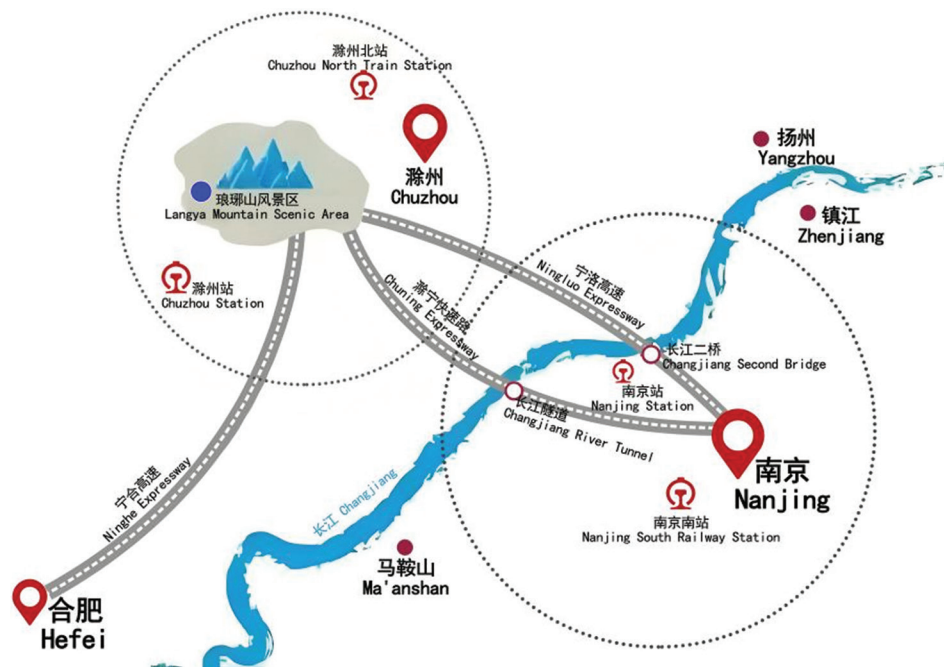 滁州北站
Chuzhou North Train Station
滁州
Chuzhou
扬州
Yangzhou
琅琊山风景区
Langya Mountain Scenic Area
镇江
Zhenjiang
滁州站
Chuzhou Station
宁洛高速
Ningluo Expressway
滁宁快速路
Chuning Expressway
长江二桥
Changjiang Second Bridge
南京站
Nanjing Station
长江隧道
Changjiang River Tunnel
南京
Nanjing
宁合高速
Ninghe Expressway
长江 Changjiang
南京南站
Nanjing South Railway Station
马鞍山
Ma'anshan
合肥
Hefei